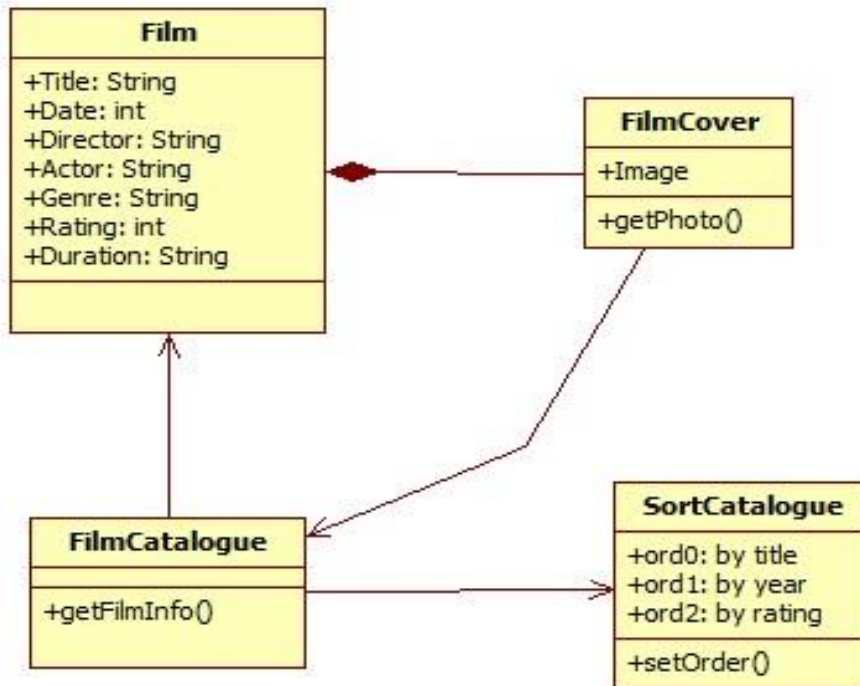 Film
+Title: String
+Date: int
+Director: String
+Actor: String
+Genre: String
+Rating: int
+Duration: String
FilmCover
+Image
+getPhoto()
FilmCatalogue
+getFilmInfo()
SortCatalogue
+ord0: by title
+ord1: by year
+ord2: by rating
+setOrder()